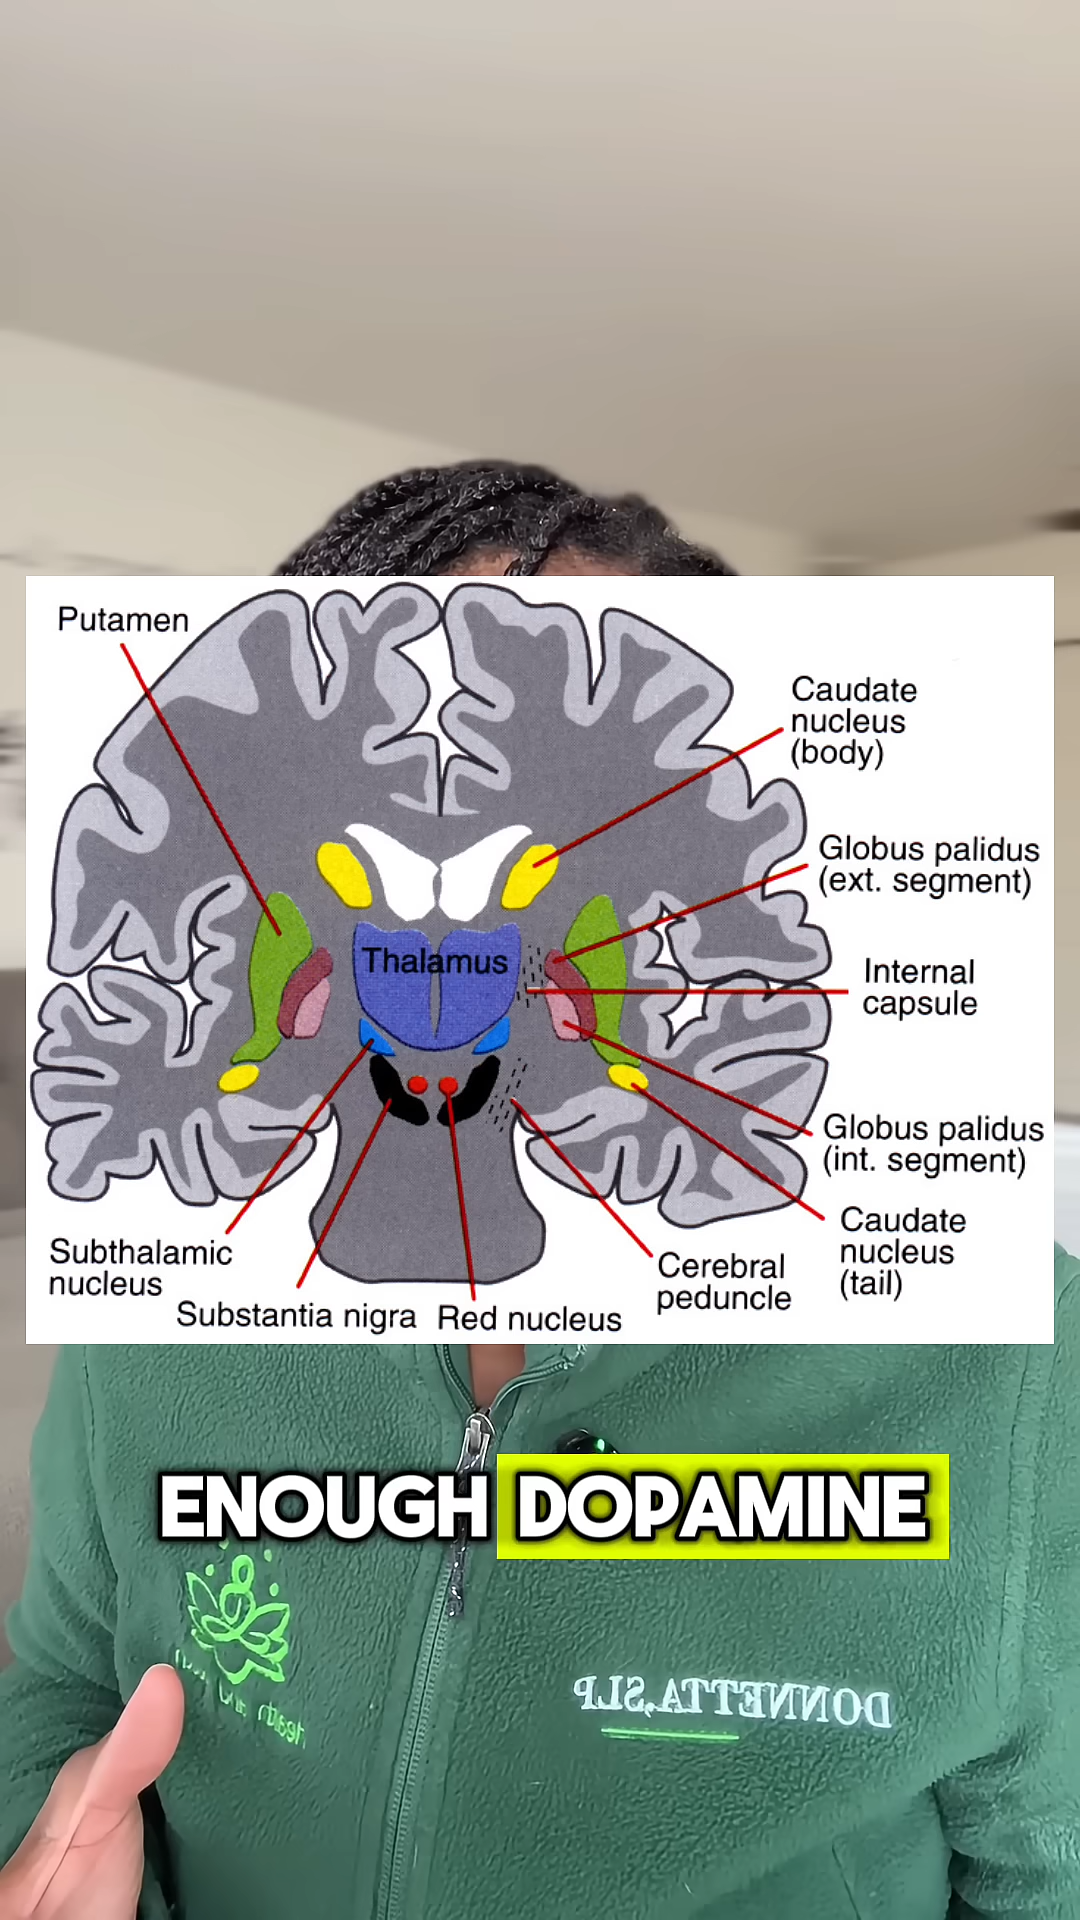 Putamen
Caudate
nucleus
(body)
Globus palidus
(ext. segment)
Thalamus
Internal
capsule
Globus palidus
(int. segment)
Caudate
nucleus
(tail)
Subthalamic
nucleus
Substantia nigra
Red nucleus
Cerebral
peduncle
ENOUGH DOPAMINE
DONNETTA, SLP